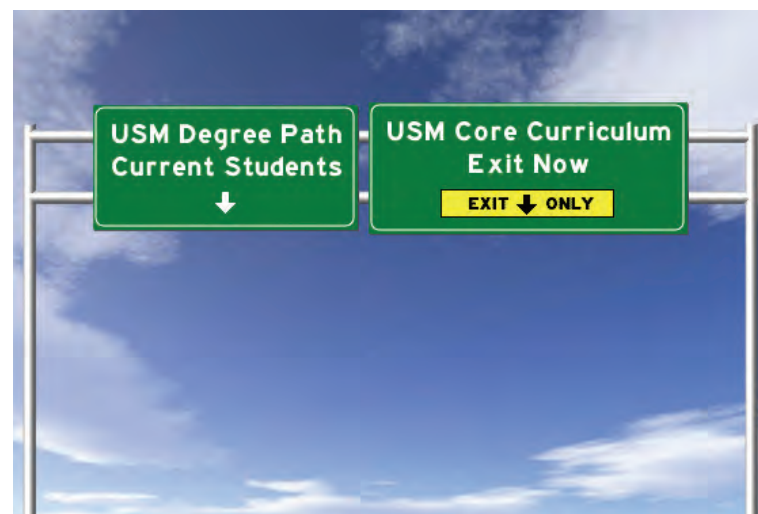 USM Degree Path
Current Students
USM Core Curriculum
Exit Now
EXIT ONLY